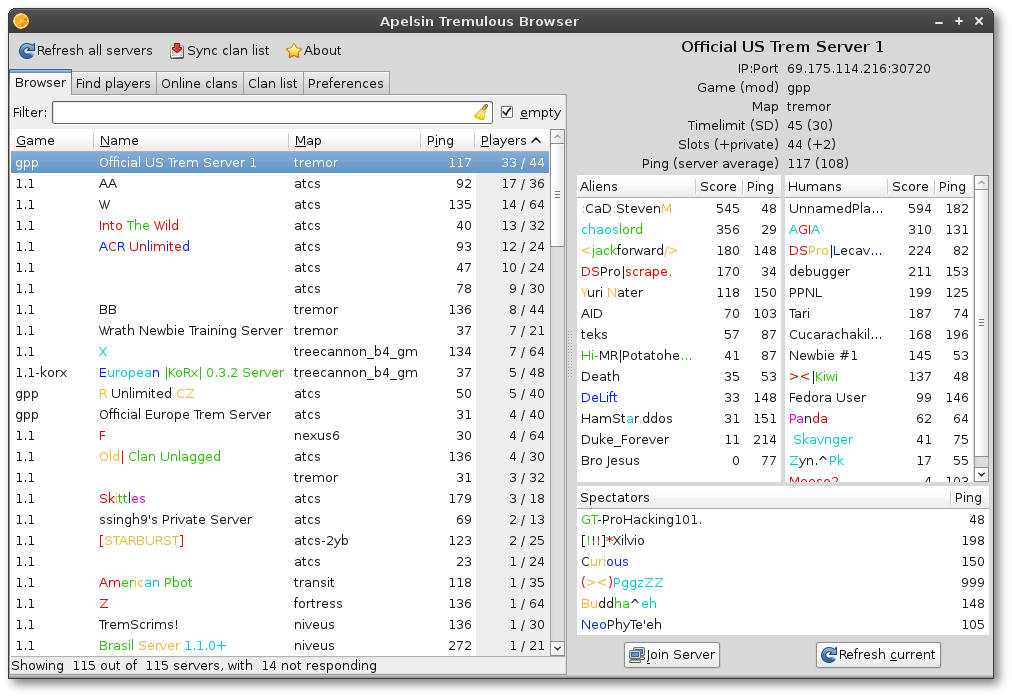 Apelsin Tremulous Browser
Refresh all servers Sync clan list About
Browser Find players Online clans Clan list Preferences
Filter: empty
Game Name Map Ping Players
gpp Official US Trem Server 1 tremor 117 33 / 44
1.1 AA atcs 92 17 / 36
1.1 W atcs 135 14 / 64
1.1 Into The Wild atcs 40 13 / 32
1.1 ACR Unlimited atcs 93 12 / 24
1.1 atcs 47 10 / 24
1.1 atcs 78 9 / 30
1.1 BB tremor 136 8 / 44
1.1 Wrath Newbie Training Server tremor 37 7 / 21
1.1 X treecannon_b4_gm 134 7 / 64
1.1-korx European |KoRx| 0.3.2 Server treecannon_b4_gm 37 5 / 48
gpp R Unlimited CZ atcs 50 5 / 40
gpp Official Europe Trem Server atcs 31 4 / 40
1.1 F nexus6 30 4 / 64
1.1 Old| Clan Unlagged atcs 136 4 / 30
1.1 tremor 31 3 / 32
1.1 Skittles atcs 179 3 / 18
1.1 ssingh9's Private Server atcs 69 2 / 13
1.1 [STARBURST] atcs-2yb 123 2 / 25
1.1 atcs 23 1 / 24
1.1 American Pbot transit 118 1 / 35
1.1 Z fortress 136 1 / 64
1.1 TremScrims! niveus 136 1 / 30
1.1 Brasil Server 1.1.0+ niveus 272 1 / 21
Showing 115 out of 115 servers, with 14 not responding
Official US Trem Server 1
IP:Port 69.175.114.216:30720
Game (mod) gpp
Map tremor
Timelimit (SD) 45 (30)
Slots (+private) 44 (+2)
Ping (server average) 117 (108)
Aliens Score Ping
:CaD:StevenM 545 48
chaoslord 356 29
<jackforward/> 180 148
DSPro|scrape. 170 34
Yuri Nater 118 150
AID 70 103
teks 57 87
Hi-MR|Potatohe... 41 87
Death 35 53
DeLift 33 148
HamStar.ddos 31 151
Duke_Forever 11 214
Bro Jesus 0 77
Humans Score Ping
UnnamedPla... 594 182
AGIA 310 131
DSPro|Lecav... 224 82
debugger 211 153
PPNL 199 125
Tari 187 74
Cucarachakil... 168 196
Newbie #1 145 53
><|Kiwi 137 48
Fedora User 99 146
Panda 62 64
Skavnger 41 75
Zyn.^Pk 17 55
Moose2 4 103
Spectators Ping
GT-ProHacking101. 48
[!!!]*Xilvio 198
Curious 150
(><)PggzZZ 999
Buddha^eh 148
NeoPhyTe'eh 105
Join Server Refresh current